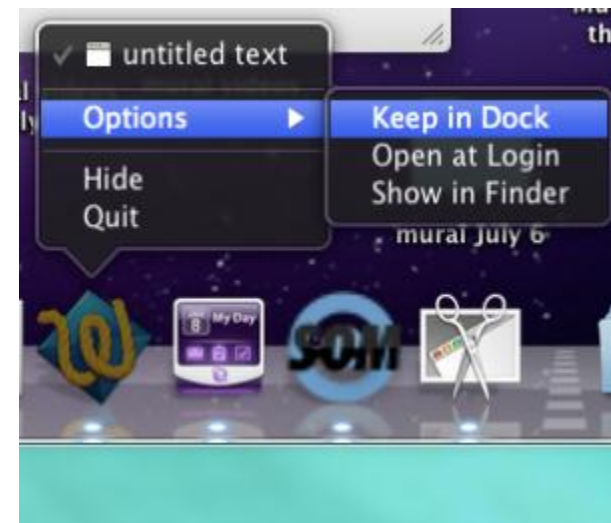 th
untitled text
Options
Keep in Dock
Open at Login
Show in Finder
Hide
Quit
mural July 6
8
My Day
SOM